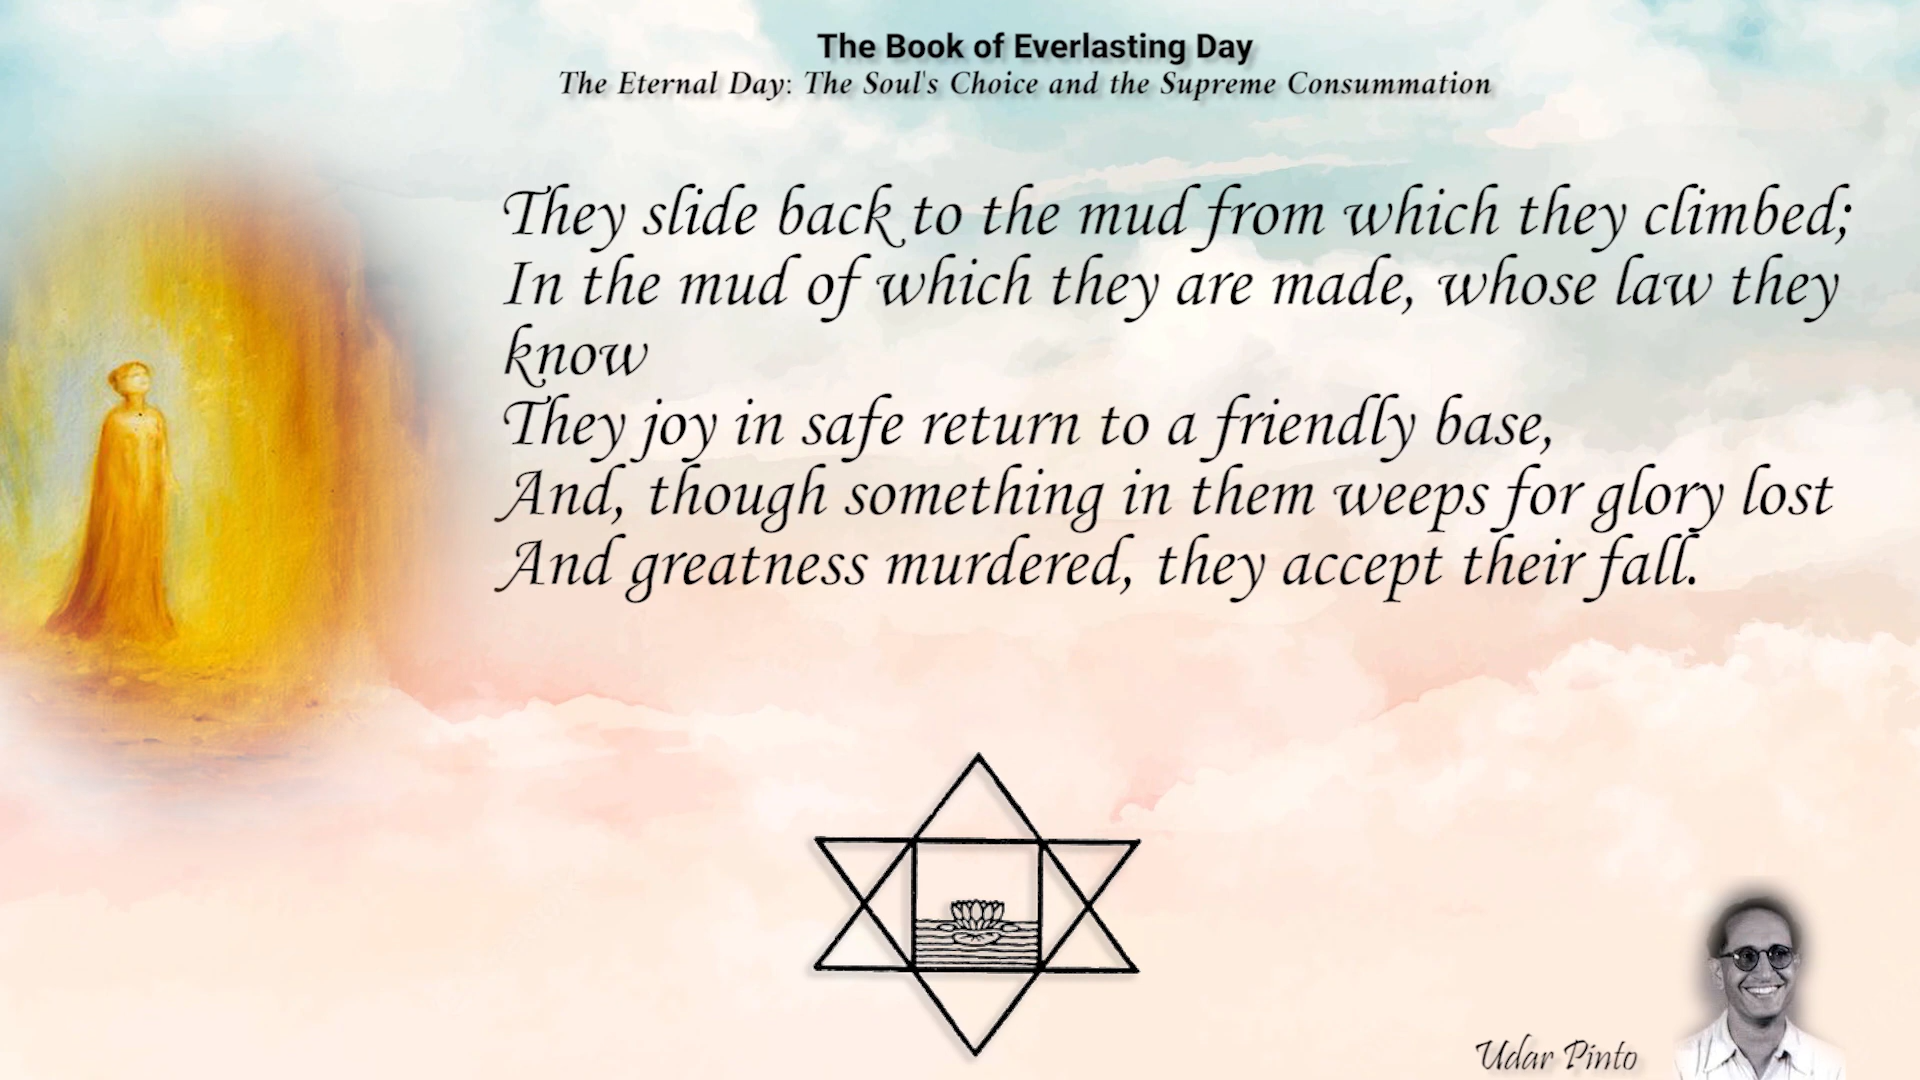 The Book of Everlasting Day
The Eternal Day: The Soul's Choice and the Supreme Consummation
They slide back to the mud from which they climbed;
In the mud of which they are made, whose law they
know
They joy in safe return to a friendly base,
And, though something in them weeps for glory lost
And greatness murdered, they accept their fall.
Udar Pinto